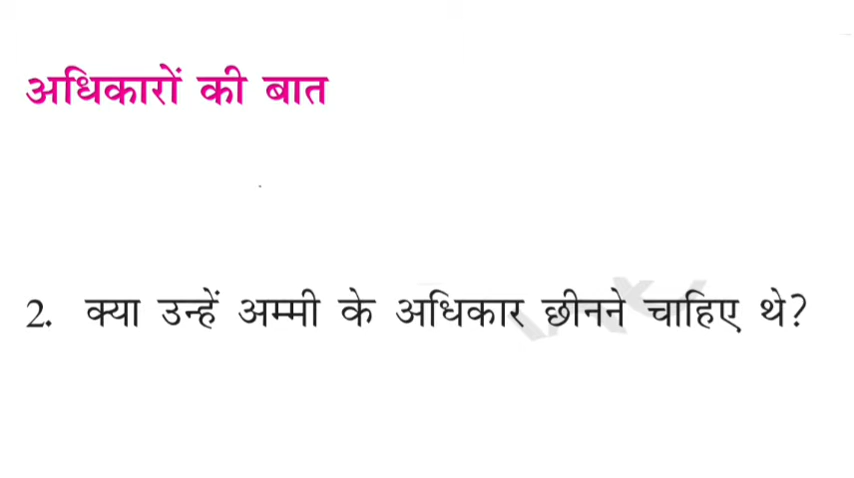 अधिकारों की बात
2. क्या उन्हें अम्मी के अधिकार छीनने चाहिए थे?